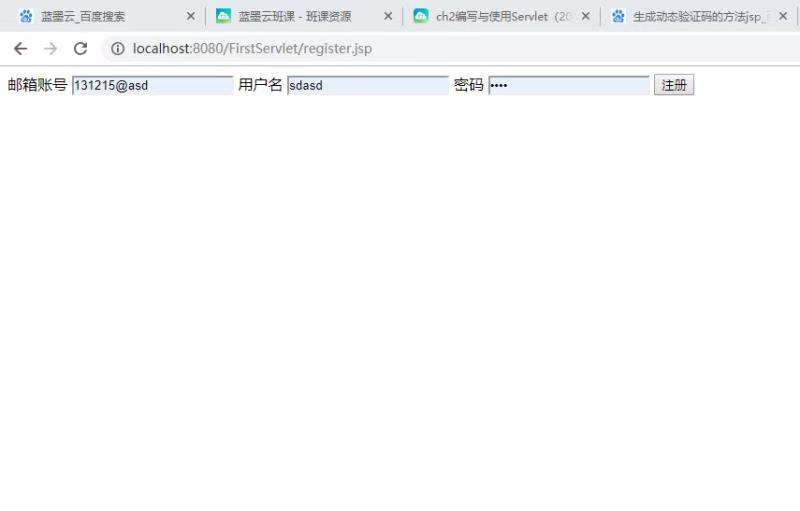 蓝墨云_百度搜索 蓝墨云班课 - 班课资源 ch2编写与使用Servlet（20 生成动态验证码的方法jsp_
localhost:8080/FirstServlet/register.jsp
邮箱账号 131215@asd 用户名 sdasd 密码 •••• 注册